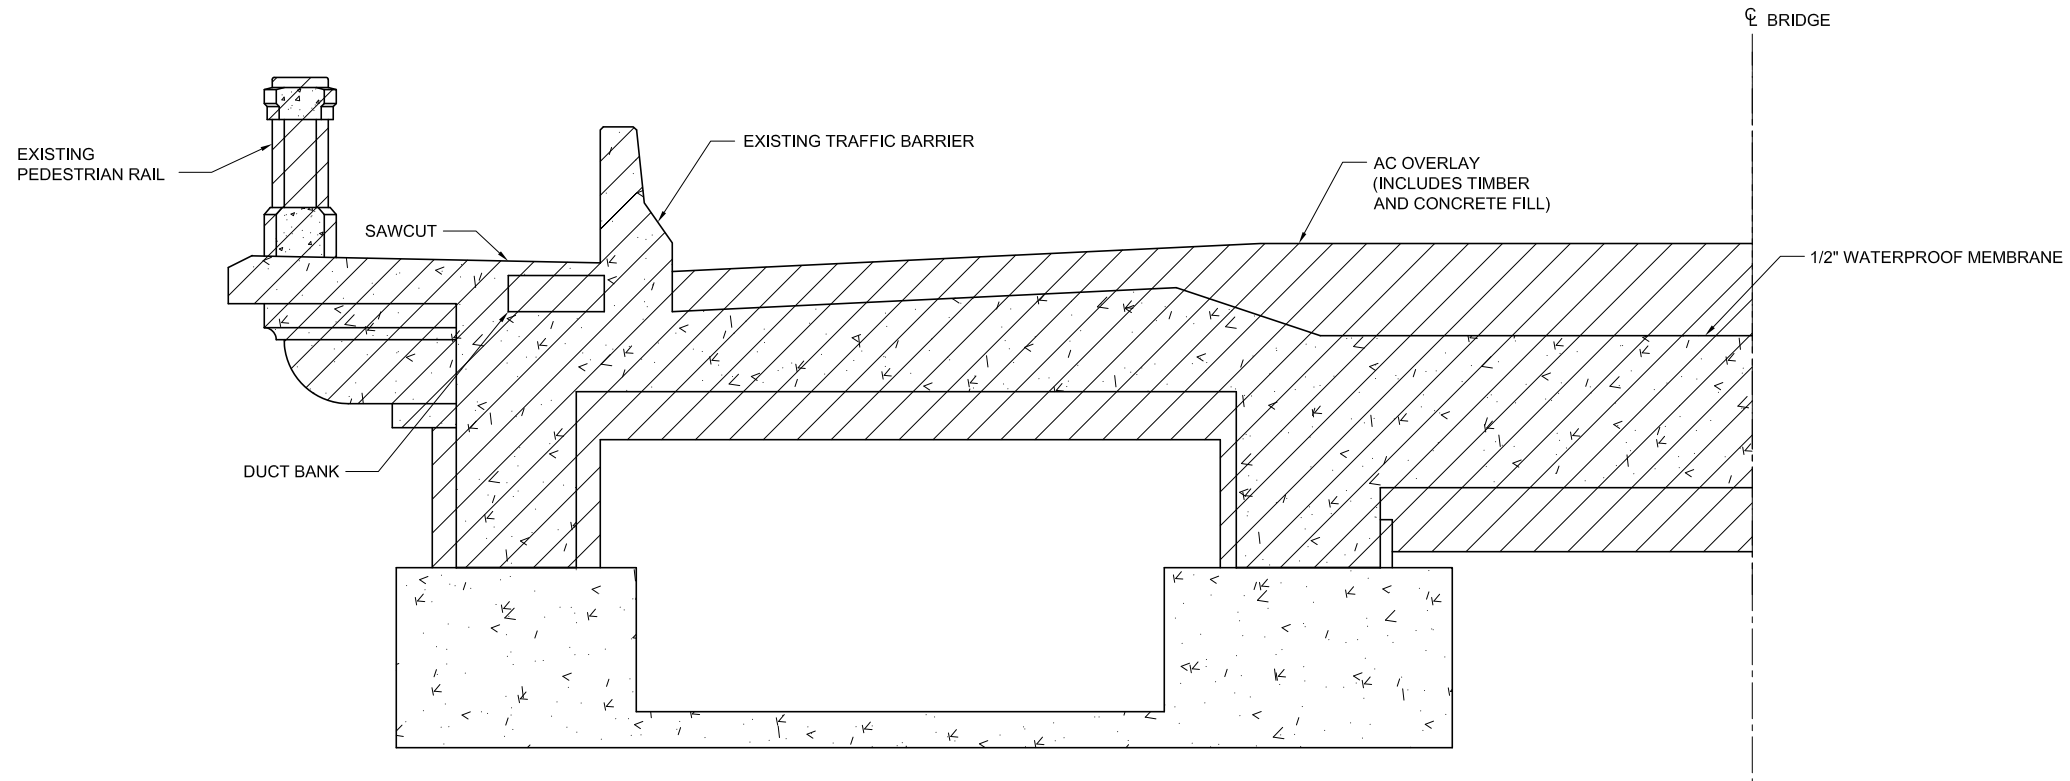 ℄ BRIDGE
EXISTING TRAFFIC BARRIER
EXISTING
PEDESTRIAN RAIL
AC OVERLAY
(INCLUDES TIMBER
AND CONCRETE FILL)
SAWCUT
1/2" WATERPROOF MEMBRANE
DUCT BANK